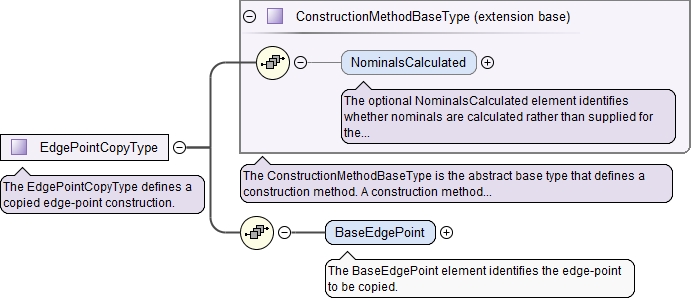 ConstructionMethodBaseType (extension base)
NominalsCalculated
The optional NominalsCalculated element identifies
whether nominals are calculated rather than supplied for
the...
EdgePointCopyType
The EdgePointCopyType defines a
copied edge-point construction.
The ConstructionMethodBaseType is the abstract base type that defines a
construction method. A construction method...
BaseEdgePoint
The BaseEdgePoint element identifies the edge-point
to be copied.